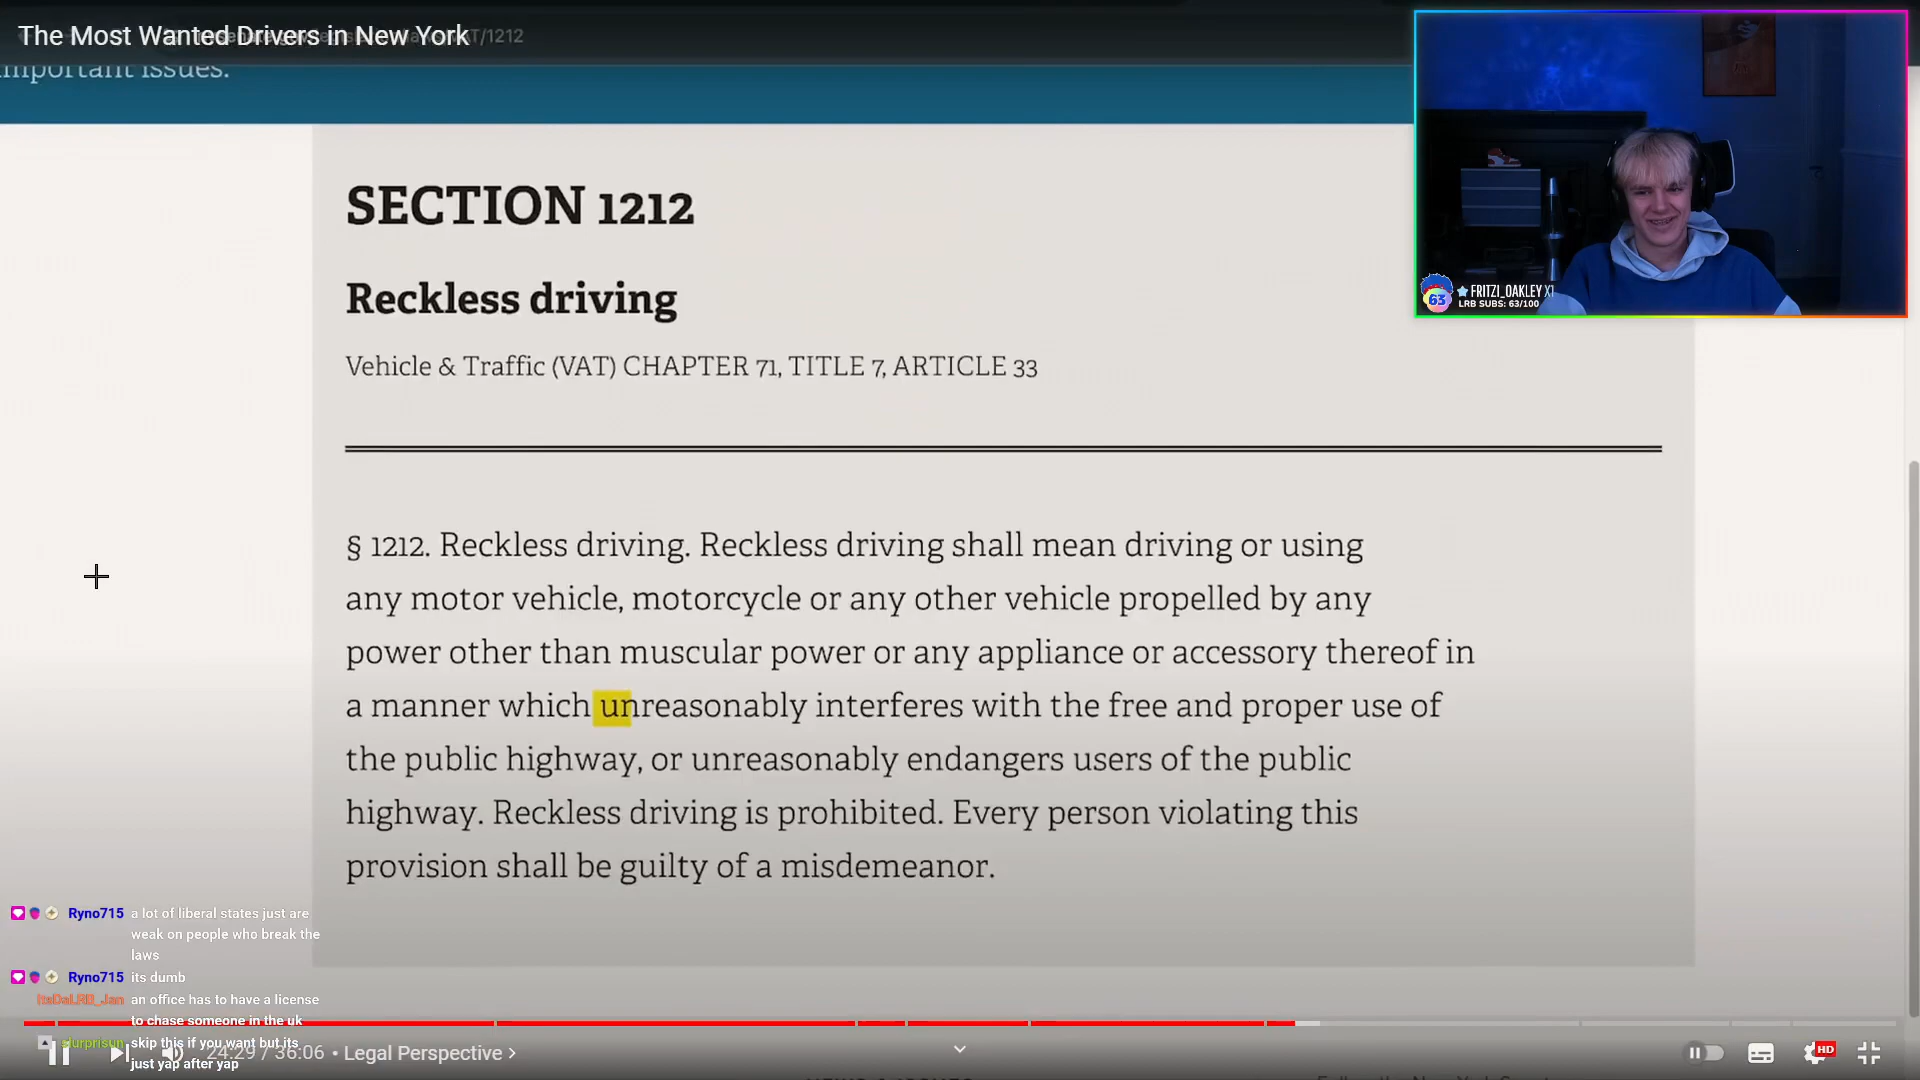 The Most Wanted Drivers in New York
/1212
important issues.
SECTION 1212
Reckless driving
Vehicle & Traffic (VAT) CHAPTER 71, TITLE 7, ARTICLE 33
§ 1212. Reckless driving. Reckless driving shall mean driving or using
any motor vehicle, motorcycle or any other vehicle propelled by any
power other than muscular power or any appliance or accessory thereof in
a manner which unreasonably interferes with the free and proper use of
the public highway, or unreasonably endangers users of the public
highway. Reckless driving is prohibited. Every person violating this
provision shall be guilty of a misdemeanor.
63
FRITZI_OAKLEY X1
LRB SUBS: 63/100
Ryno715 a lot of liberal states just are
weak on people who break the
laws
Ryno715 its dumb
ItsDaLRD_Jan an office has to have a license
to chase someone in the uk
slurprisun skip this if you want but its
just yap after yap
24:29 / 36:06 • Legal Perspective
HD